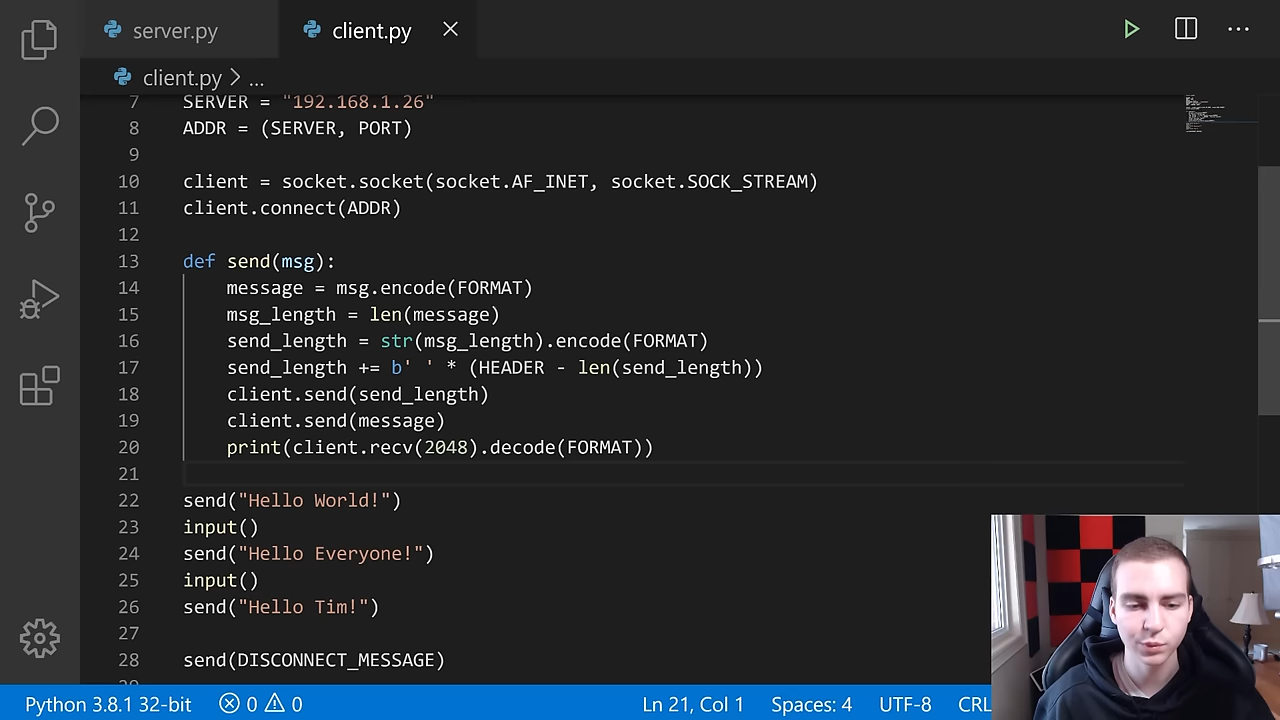 server.py
client.py
client.py > ...
7 SERVER = "192.168.1.26"
8 ADDR = (SERVER, PORT)
9
10 client = socket.socket(socket.AF_INET, socket.SOCK_STREAM)
11 client.connect(ADDR)
12
13 def send(msg):
14     message = msg.encode(FORMAT)
15     msg_length = len(message)
16     send_length = str(msg_length).encode(FORMAT)
17     send_length += b' ' * (HEADER - len(send_length))
18     client.send(send_length)
19     client.send(message)
20     print(client.recv(2048).decode(FORMAT))
21
22 send("Hello World!")
23 input()
24 send("Hello Everyone!")
25 input()
26 send("Hello Tim!")
27
28 send(DISCONNECT_MESSAGE)
Python 3.8.1 32-bit 0 0 Ln 21, Col 1 Spaces: 4 UTF-8 CRL